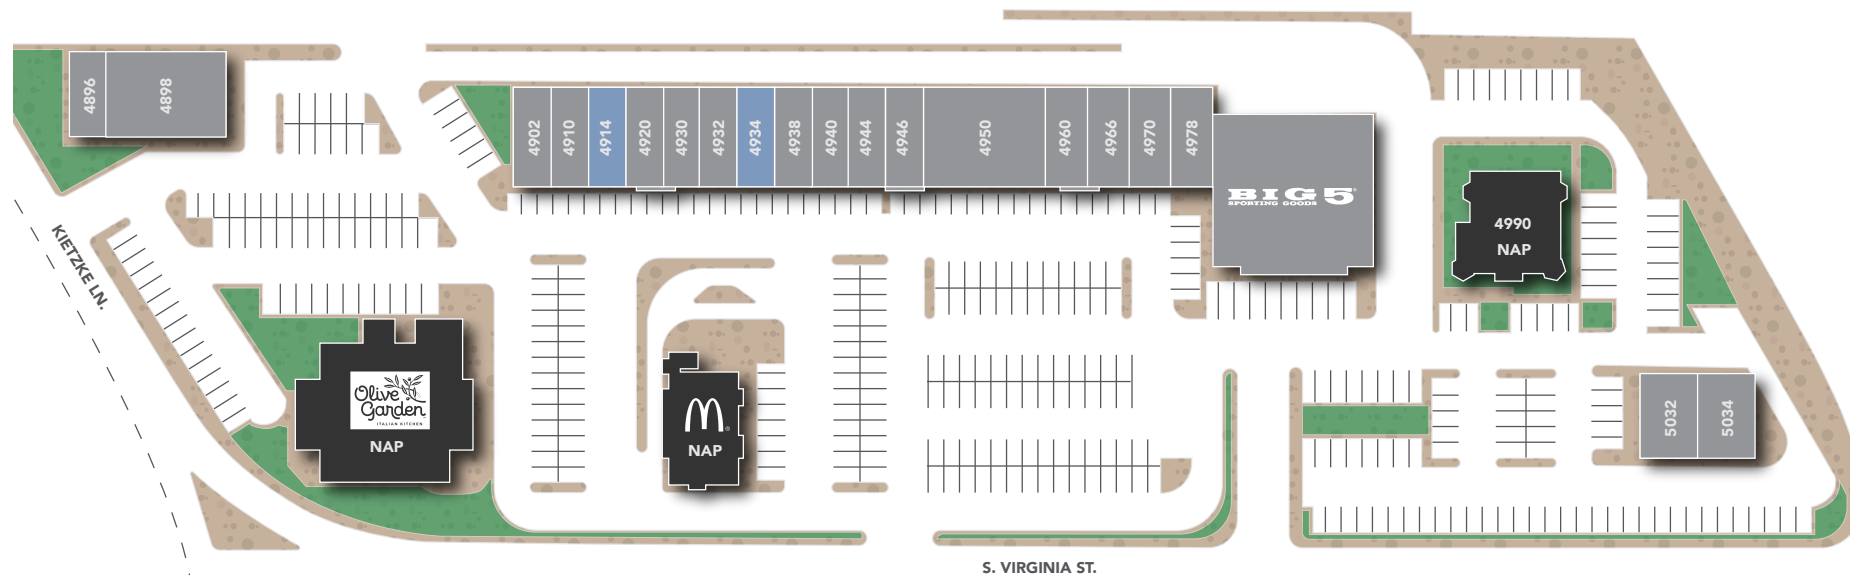 4896
4898
4902
4910
4914
4920
4930
4932
4934
4938
4940
4944
4946
4950
4960
4966
4970
4978
BIG 5
SPORTING GOODS
4990
NAP
KIETZKE LN.
Olive
Garden
ITALIAN KITCHEN
NAP
M
NAP
5032
5034
S. VIRGINIA ST.